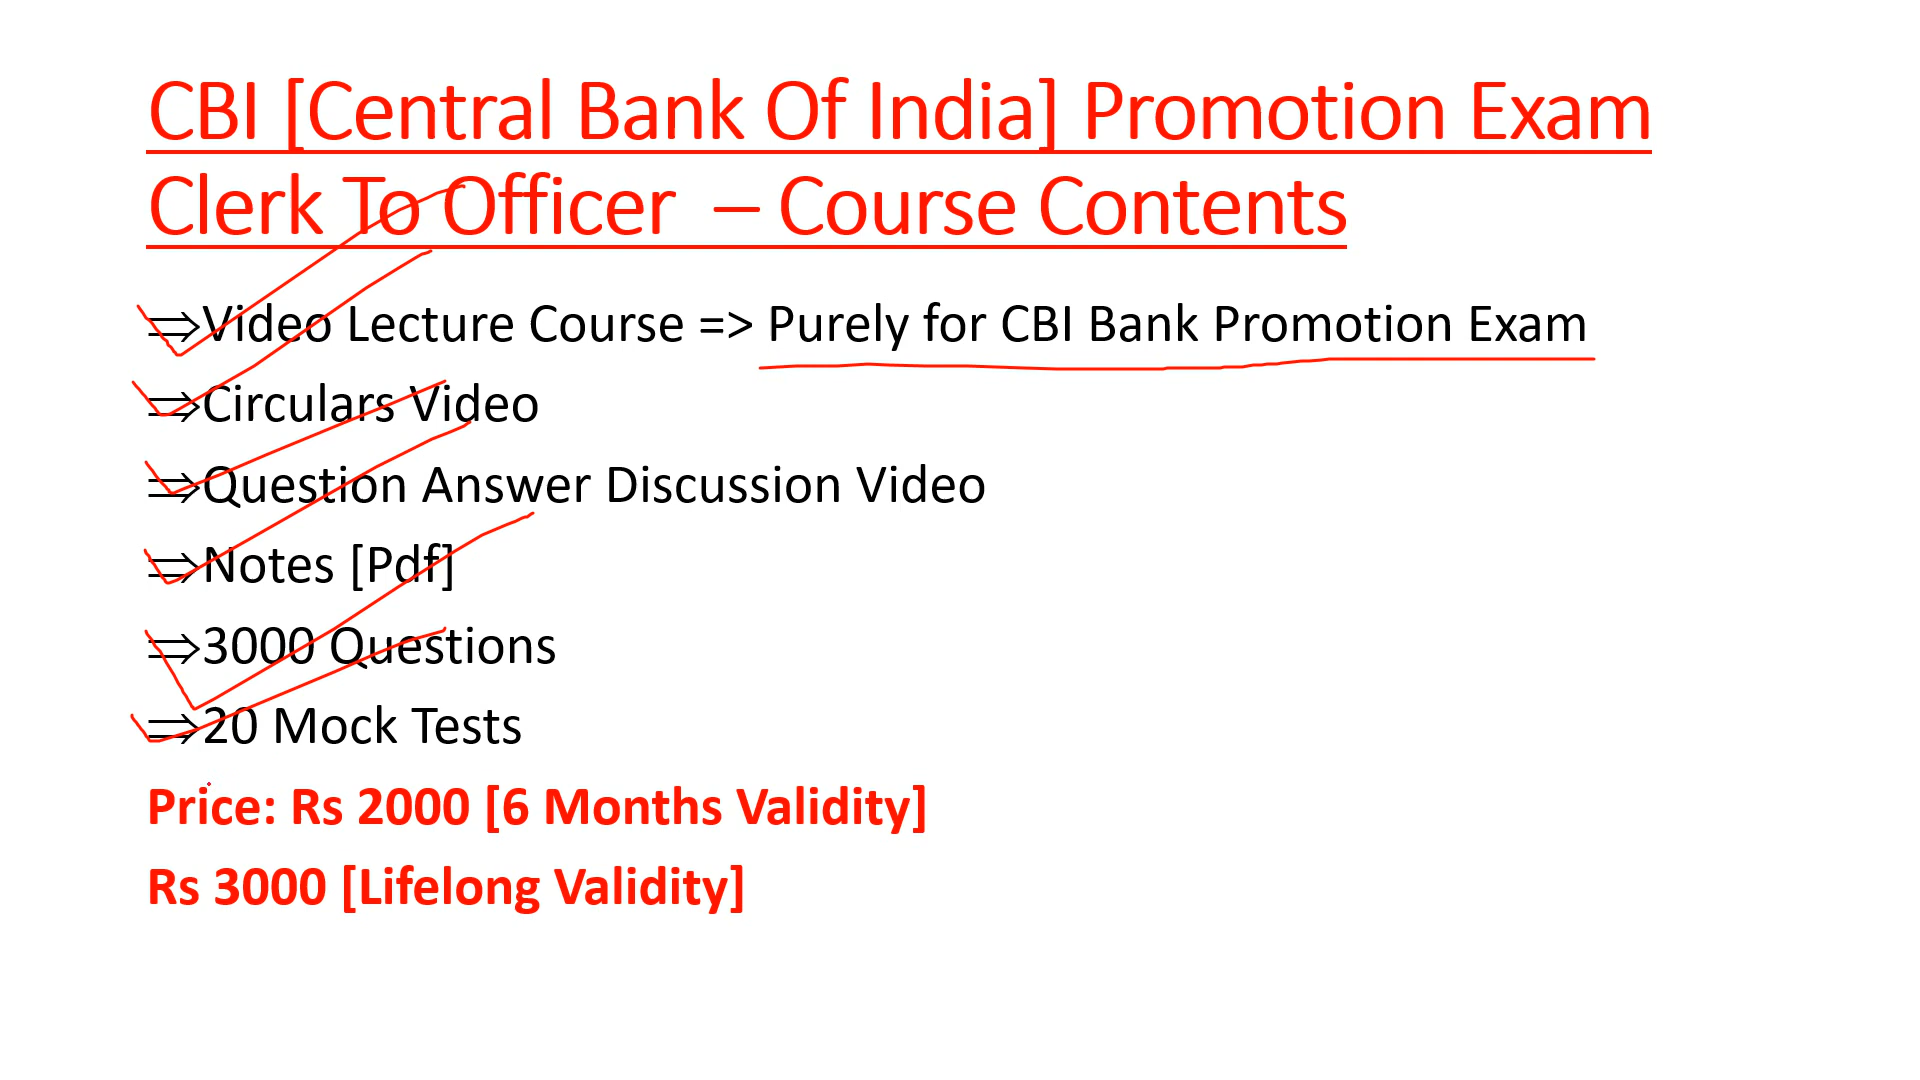 CBI [Central Bank Of India] Promotion Exam
Clerk To Officer – Course Contents
⇒Video Lecture Course => Purely for CBI Bank Promotion Exam
⇒Circulars Video
⇒Question Answer Discussion Video
⇒Notes [Pdf]
⇒3000 Questions
⇒20 Mock Tests
Price: Rs 2000 [6 Months Validity]
Rs 3000 [Lifelong Validity]